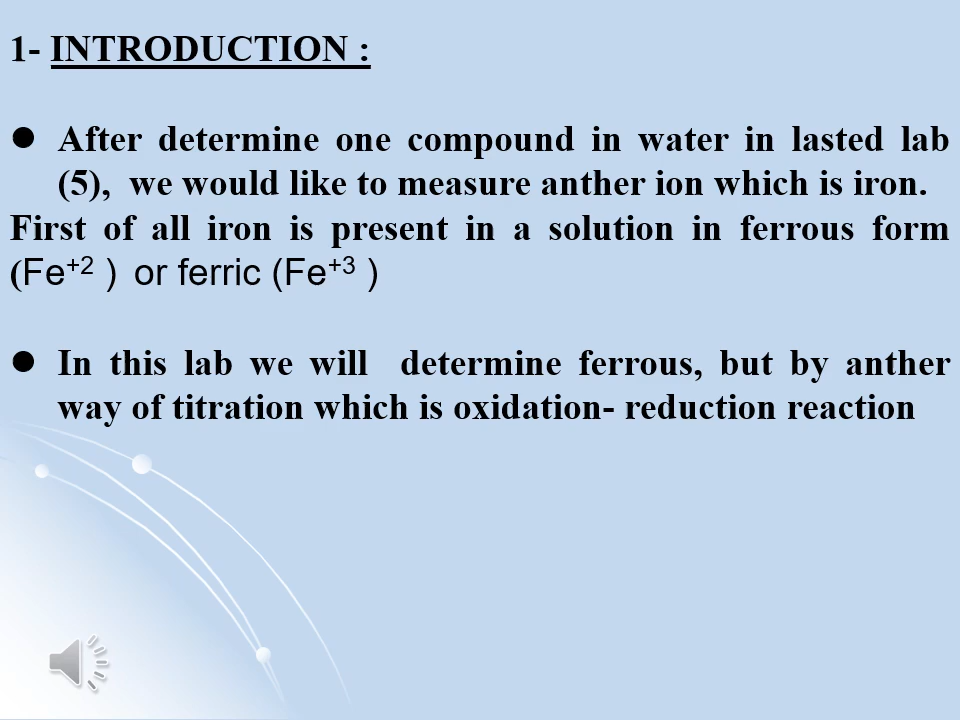 1- INTRODUCTION :
● After determine one compound in water in lasted lab
(5), we would like to measure anther ion which is iron.
First of all iron is present in a solution in ferrous form
(Fe⁺² ) or ferric (Fe⁺³ )
● In this lab we will determine ferrous, but by anther
way of titration which is oxidation- reduction reaction